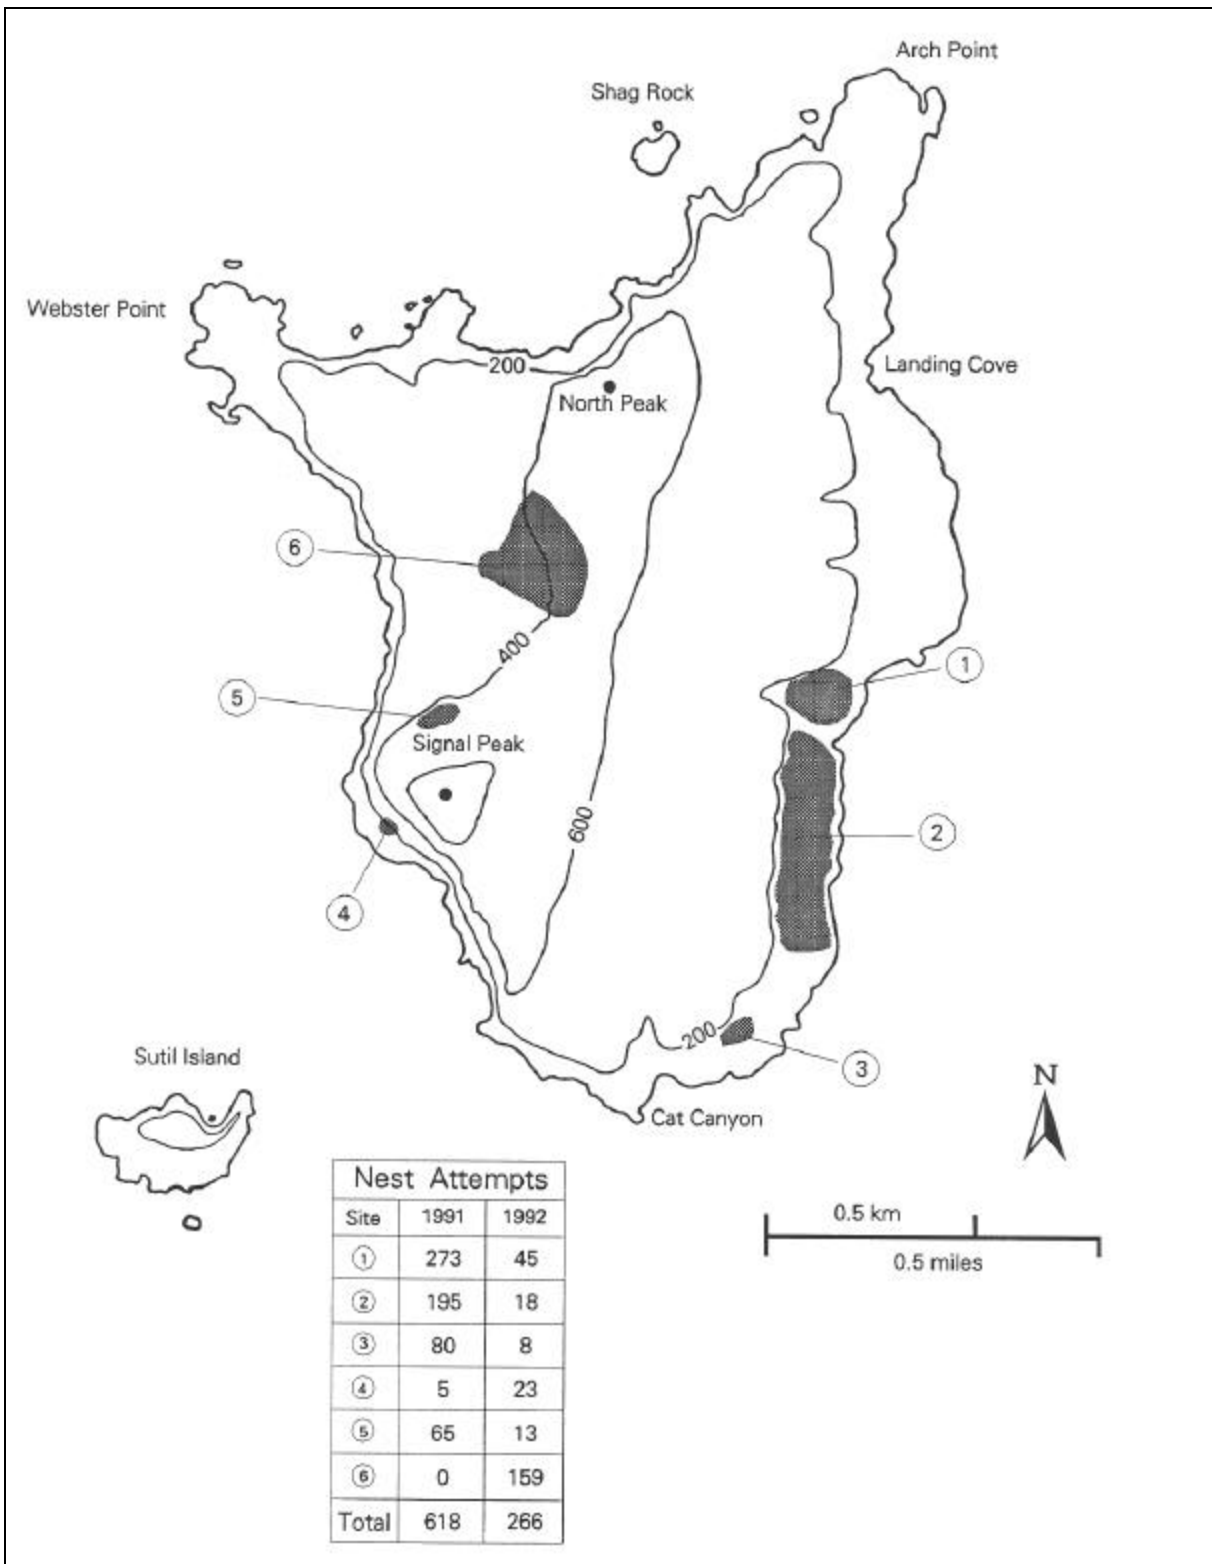 Arch Point
Shag Rock
Webster Point
200
Landing Cove
North Peak
6
400
1
5
Signal Peak
600
2
4
200
3
Sutil Island
N
Cat Canyon
Nest Attempts
Site 1991 1992
1 273 45
2 195 18
3 80 8
4 5 23
5 65 13
6 0 159
Total 618 266
0.5 km
0.5 miles